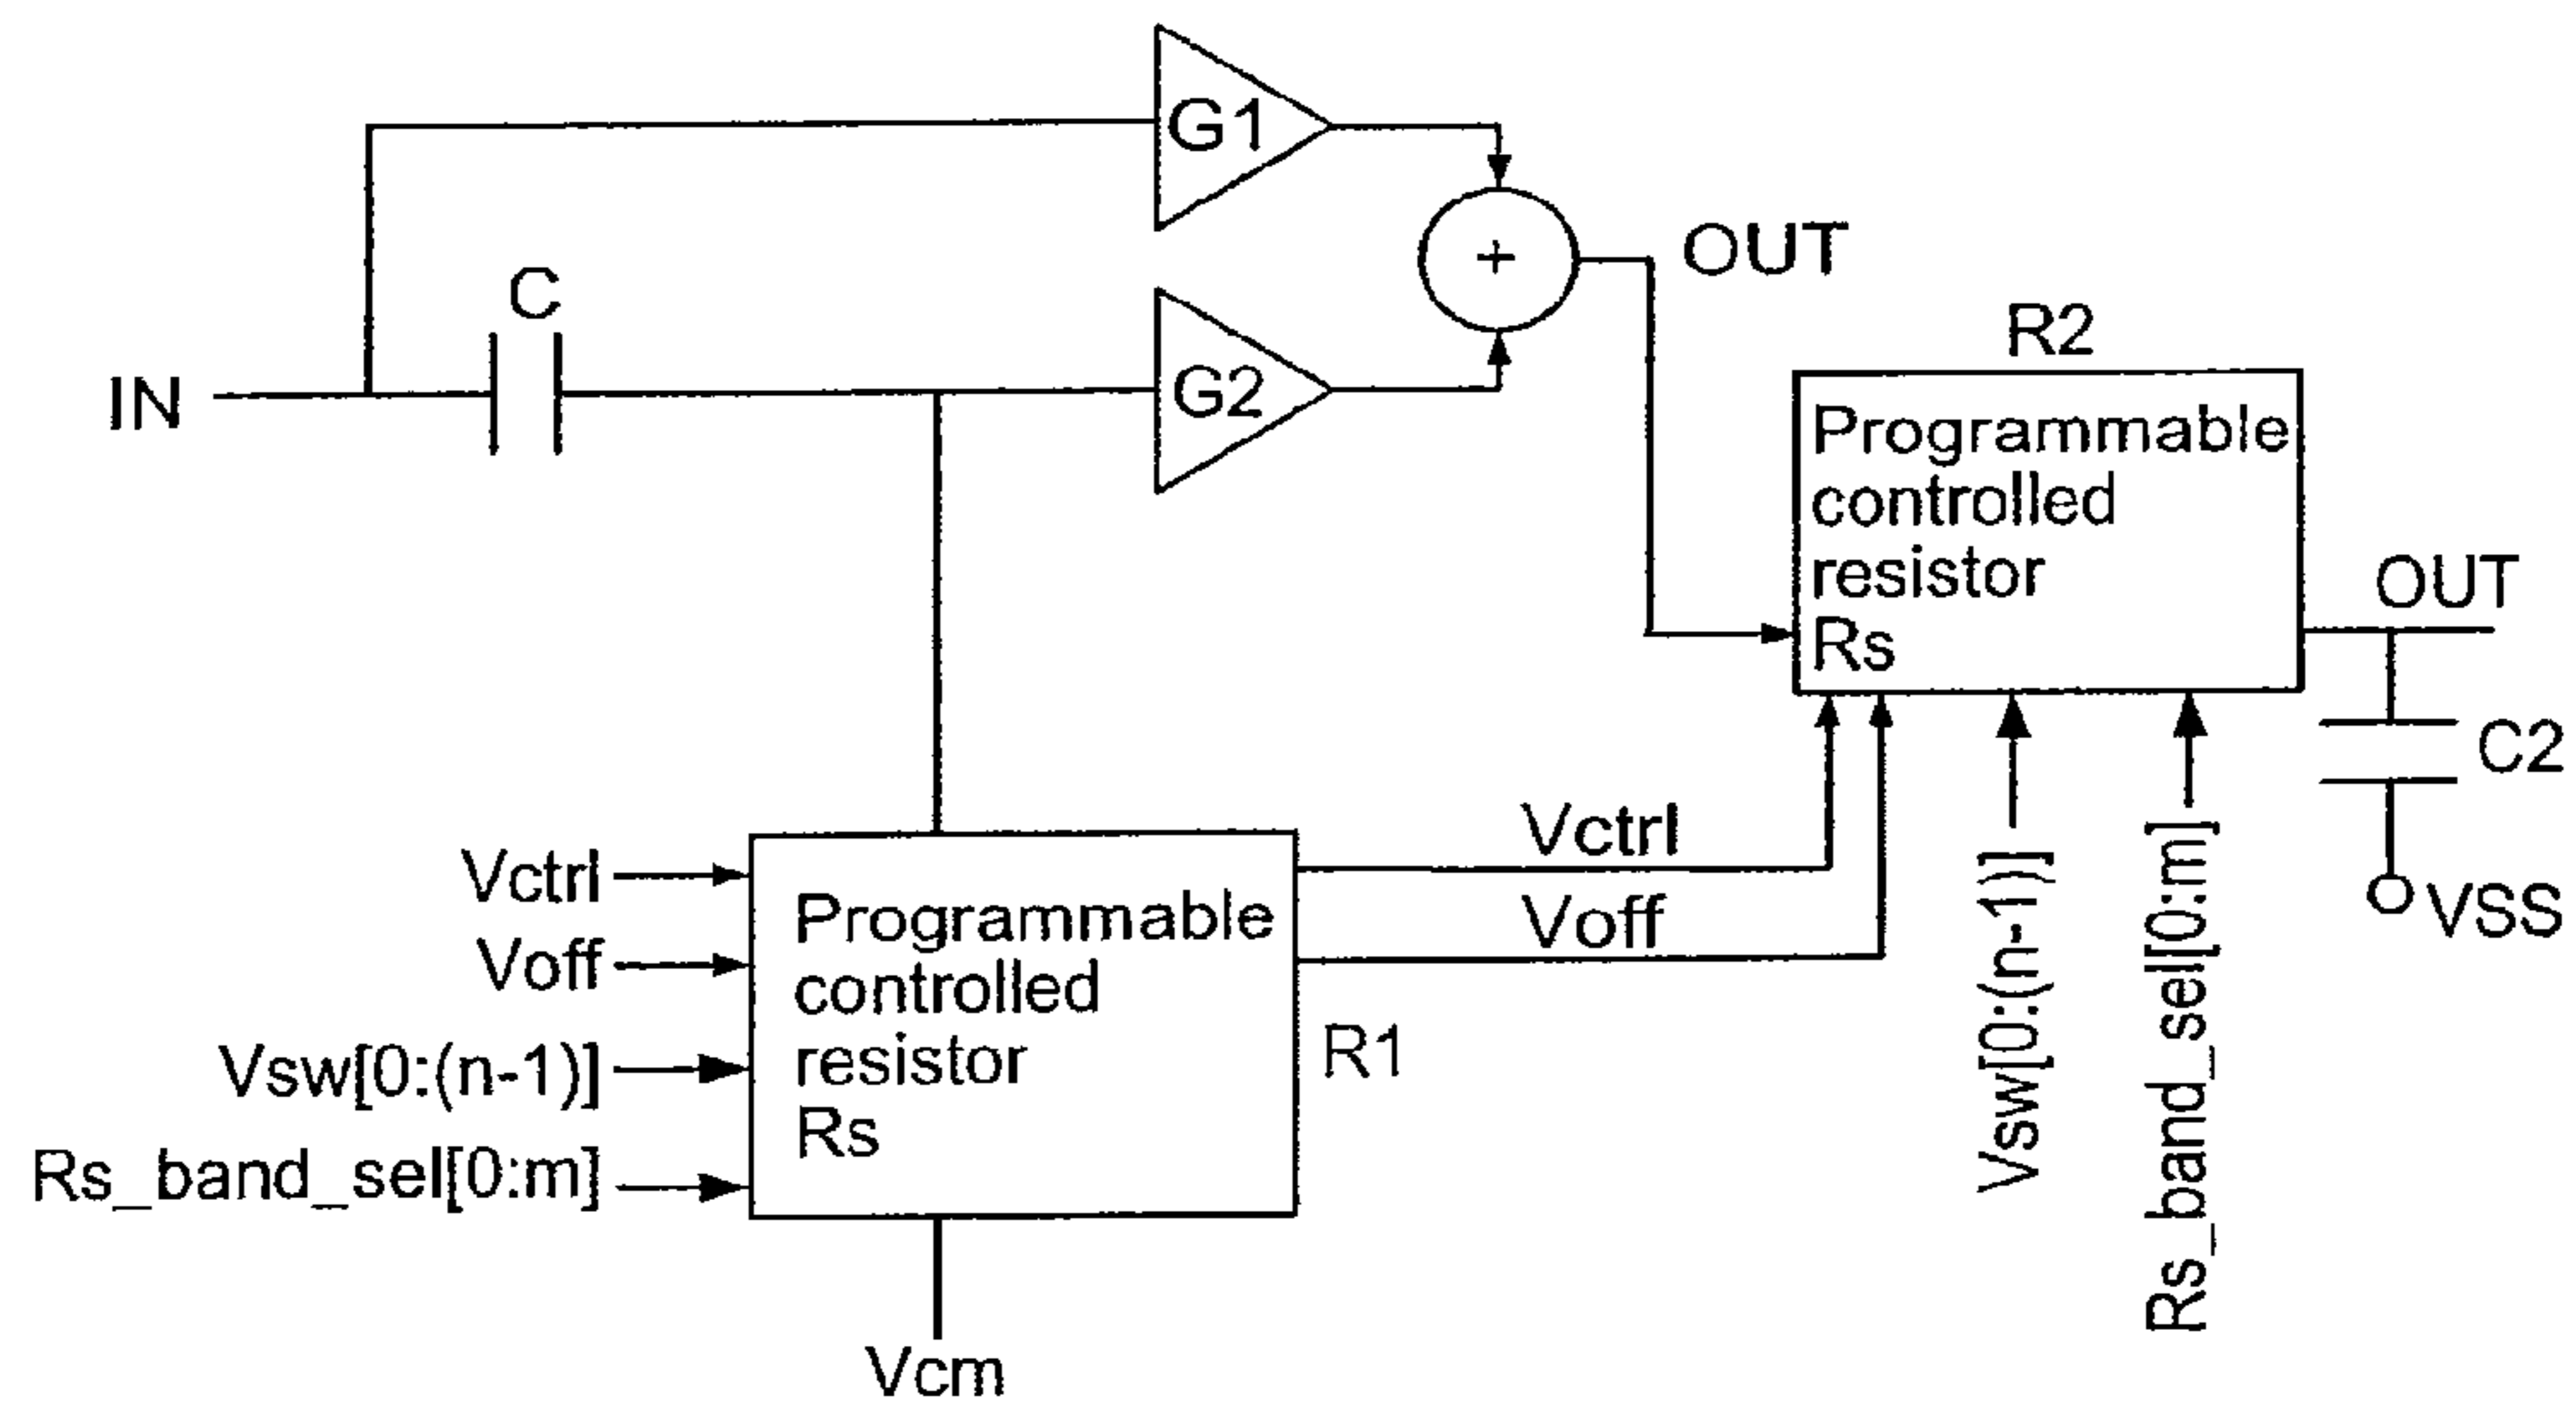 G1
C
+
OUT
IN
G2
R2
Programmable
controlled
resistor
Rs
OUT
C2
VSS
Vctrl
Voff
Vsw[0:(n-1)]
Rs_band_sel[0:m]
Programmable
controlled
resistor
Rs
R1
Vctrl
Voff
Vsw[0:(n-1)]
Rs_band_sel[0:m]
Vcm